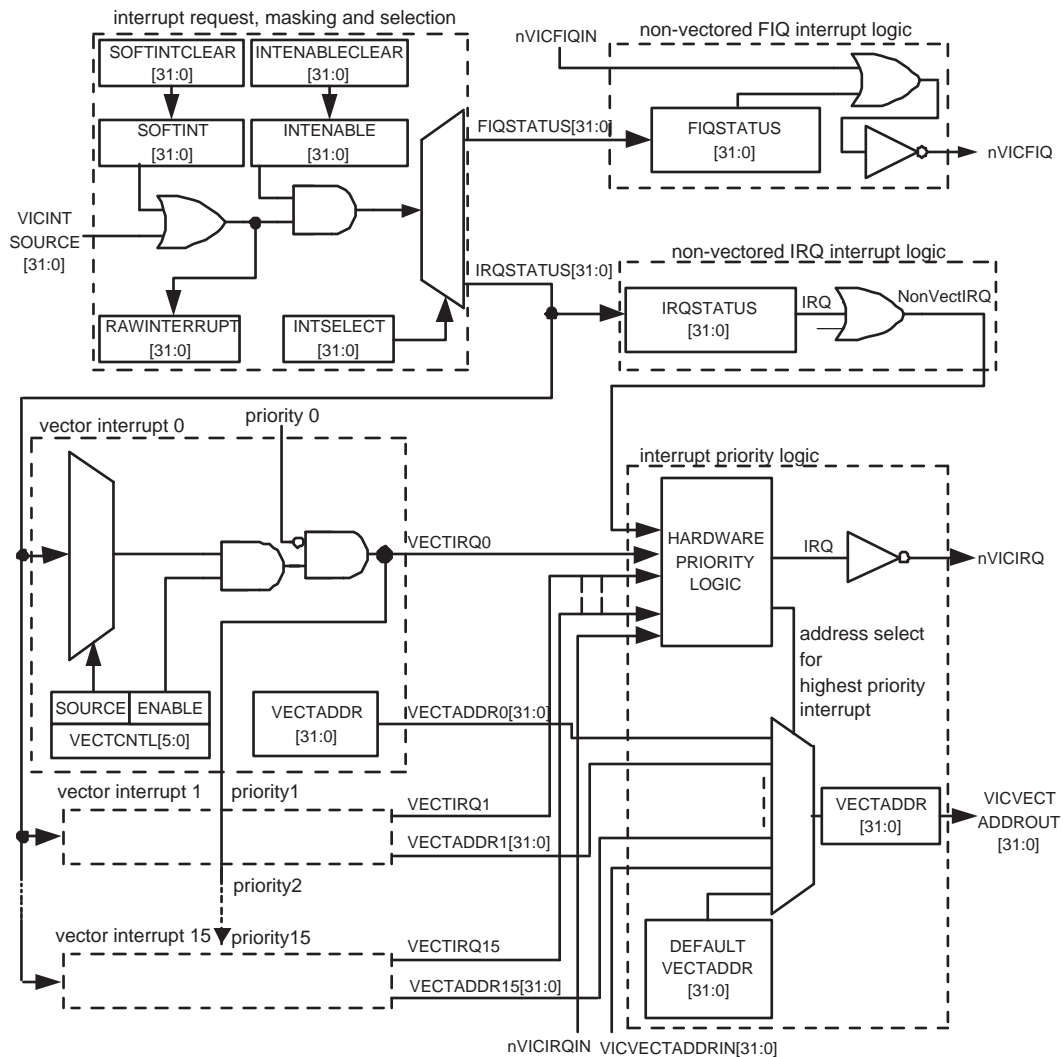 interrupt request, masking and selection
SOFTINTCLEAR
[31:0]
INTENABLECLEAR
[31:0]
SOFTINT
[31:0]
INTENABLE
[31:0]
VICINT
SOURCE
[31:0]
RAWINTERRUPT
[31:0]
INTSELECT
[31:0]
FIQSTATUS[31:0]
IRQSTATUS[31:0]
nVICFIQIN
non-vectored FIQ interrupt logic
FIQSTATUS
[31:0]
nVICFIQ
non-vectored IRQ interrupt logic
IRQSTATUS
[31:0]
IRQ
NonVectIRQ
vector interrupt 0
priority 0
SOURCE
ENABLE
VECTCNTL[5:0]
VECTADDR
[31:0]
VECTIRQ0
VECTADDR0[31:0]
vector interrupt 1
priority1
VECTIRQ1
VECTADDR1[31:0]
priority2
vector interrupt 15
priority15
VECTIRQ15
VECTADDR15[31:0]
interrupt priority logic
HARDWARE
PRIORITY
LOGIC
IRQ
nVICIRQ
address select
for
highest priority
interrupt
VECTADDR
[31:0]
VICVECT
ADDROUT
[31:0]
DEFAULT
VECTADDR
[31:0]
nVICIRQIN
VICVECTADDRIN[31:0]